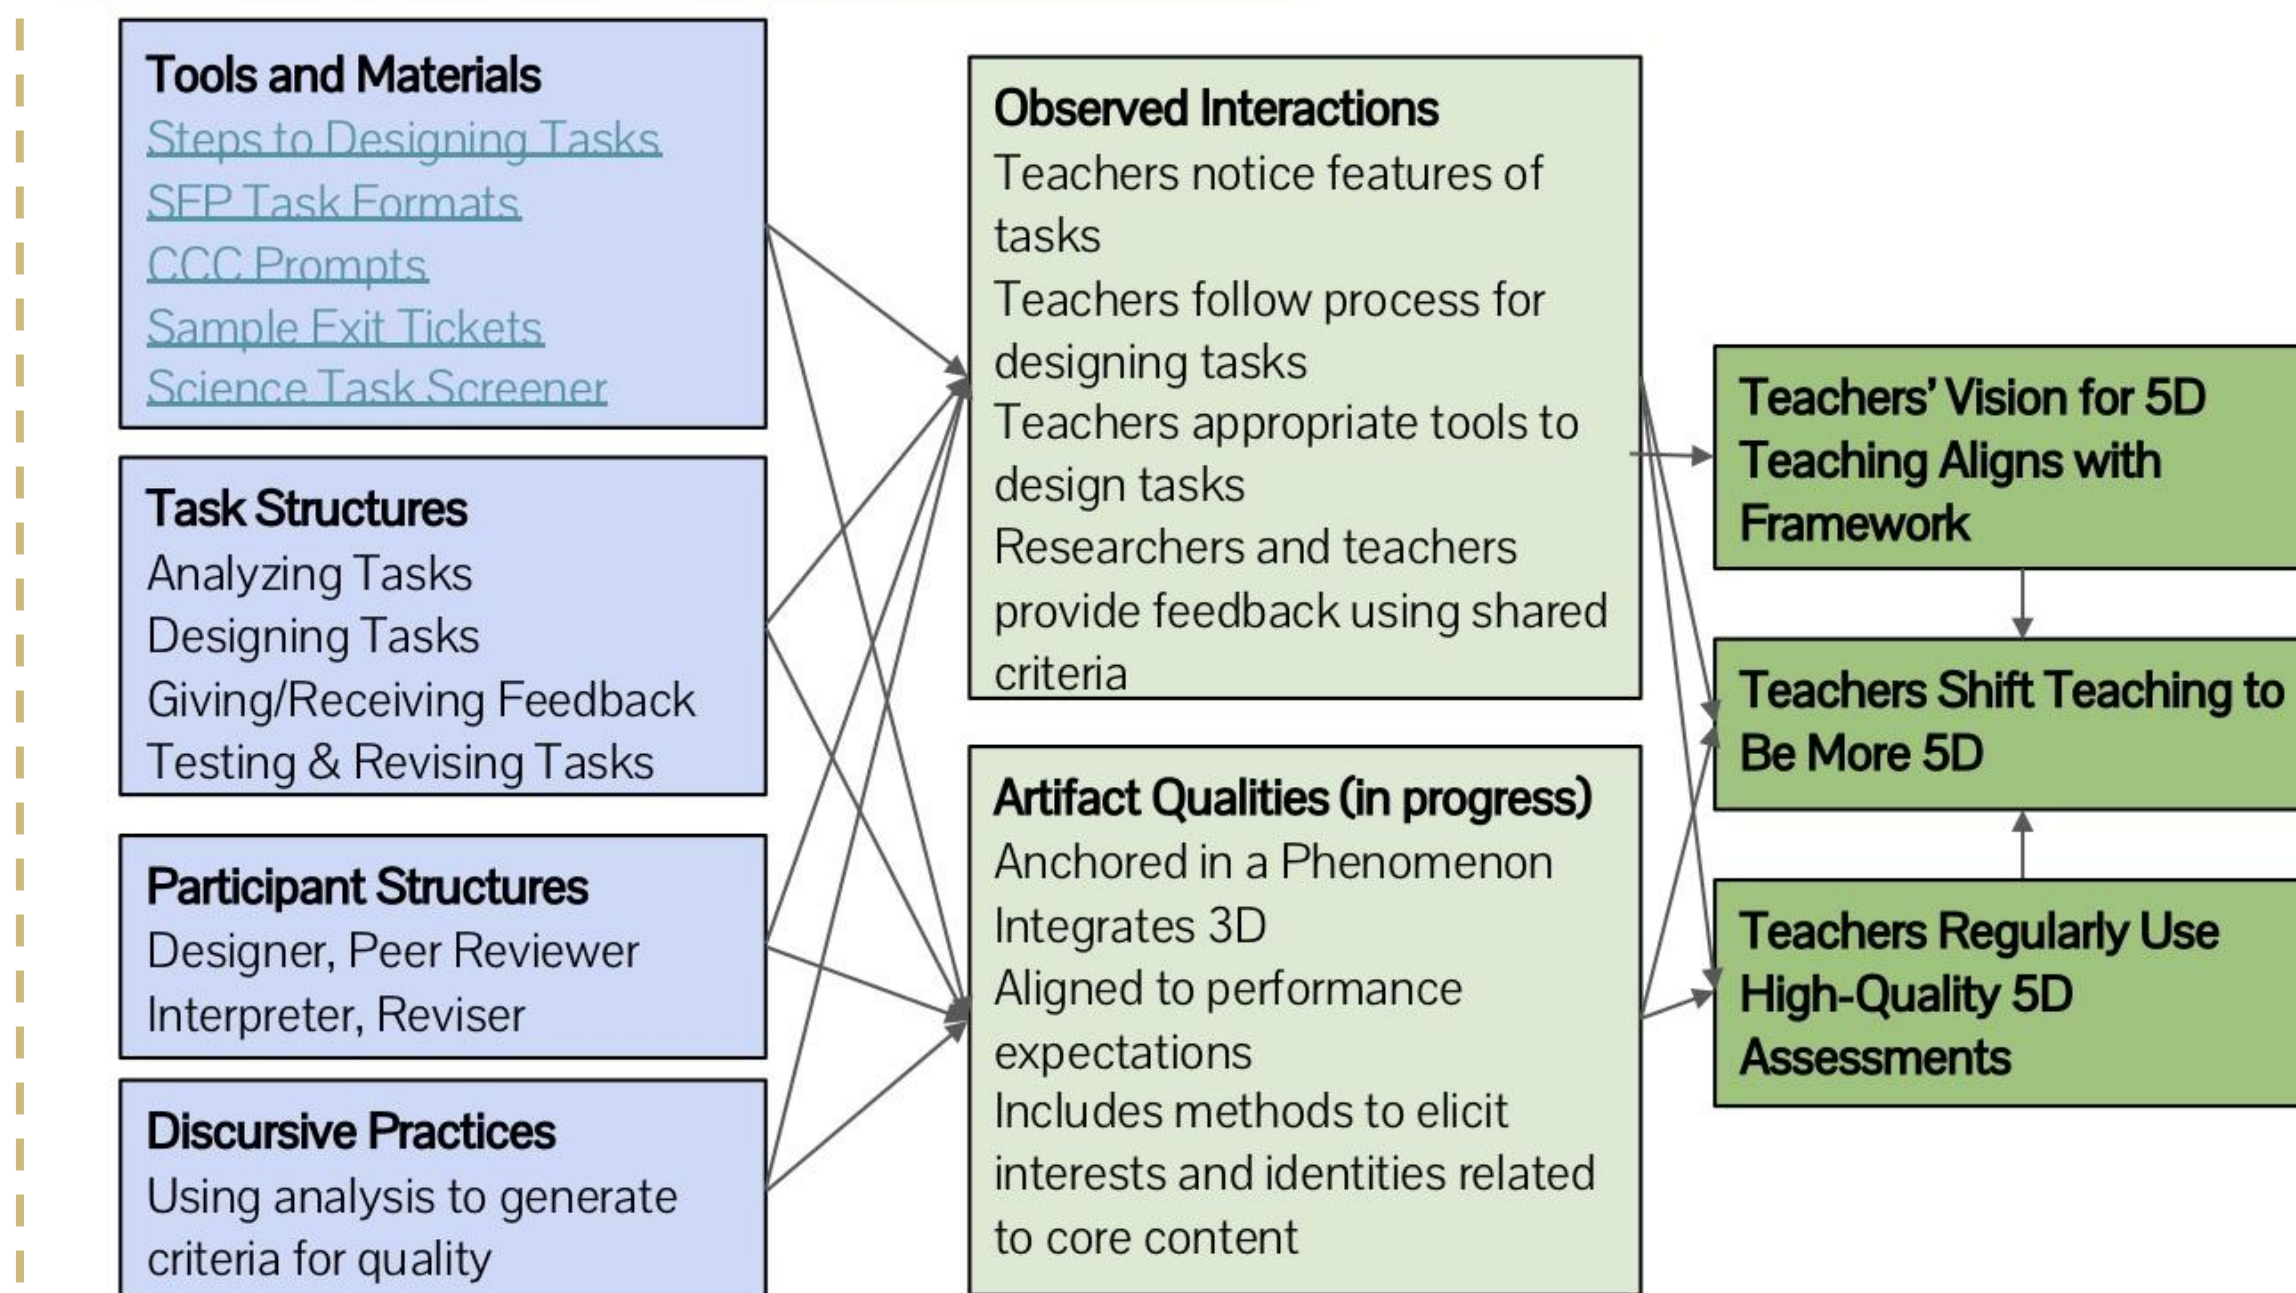 Tools and Materials
Steps to Designing Tasks
SEP Task Formats
CCC Prompts
Sample Exit Tickets
Science Task Screener
Task Structures
Analyzing Tasks
Designing Tasks
Giving/Receiving Feedback
Testing & Revising Tasks
Participant Structures
Designer, Peer Reviewer
Interpreter, Reviser
Discursive Practices
Using analysis to generate
criteria for quality
Observed Interactions
Teachers notice features of
tasks
Teachers follow process for
designing tasks
Teachers appropriate tools to
design tasks
Researchers and teachers
provide feedback using shared
criteria
Artifact Qualities (in progress)
Anchored in a Phenomenon
Integrates 3D
Aligned to performance
expectations
Includes methods to elicit
interests and identities related
to core content
Teachers’ Vision for 5D
Teaching Aligns with
Framework
Teachers Shift Teaching to
Be More 5D
Teachers Regularly Use
High-Quality 5D
Assessments